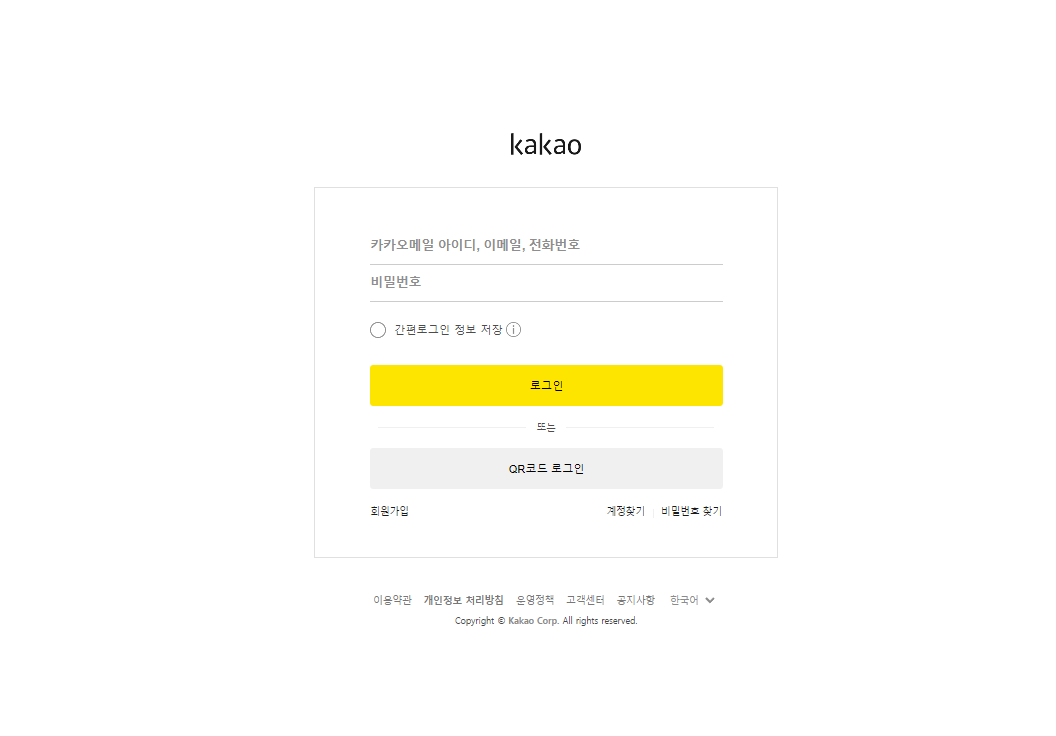 kakao
카카오메일 아이디, 이메일, 전화번호
비밀번호
간편로그인 정보 저장
로그인
또는
QR코드 로그인
회원가입 계정찾기 비밀번호 찾기
이용약관 개인정보 처리방침 운영정책 고객센터 공지사항 한국어
Copyright © Kakao Corp. All rights reserved.